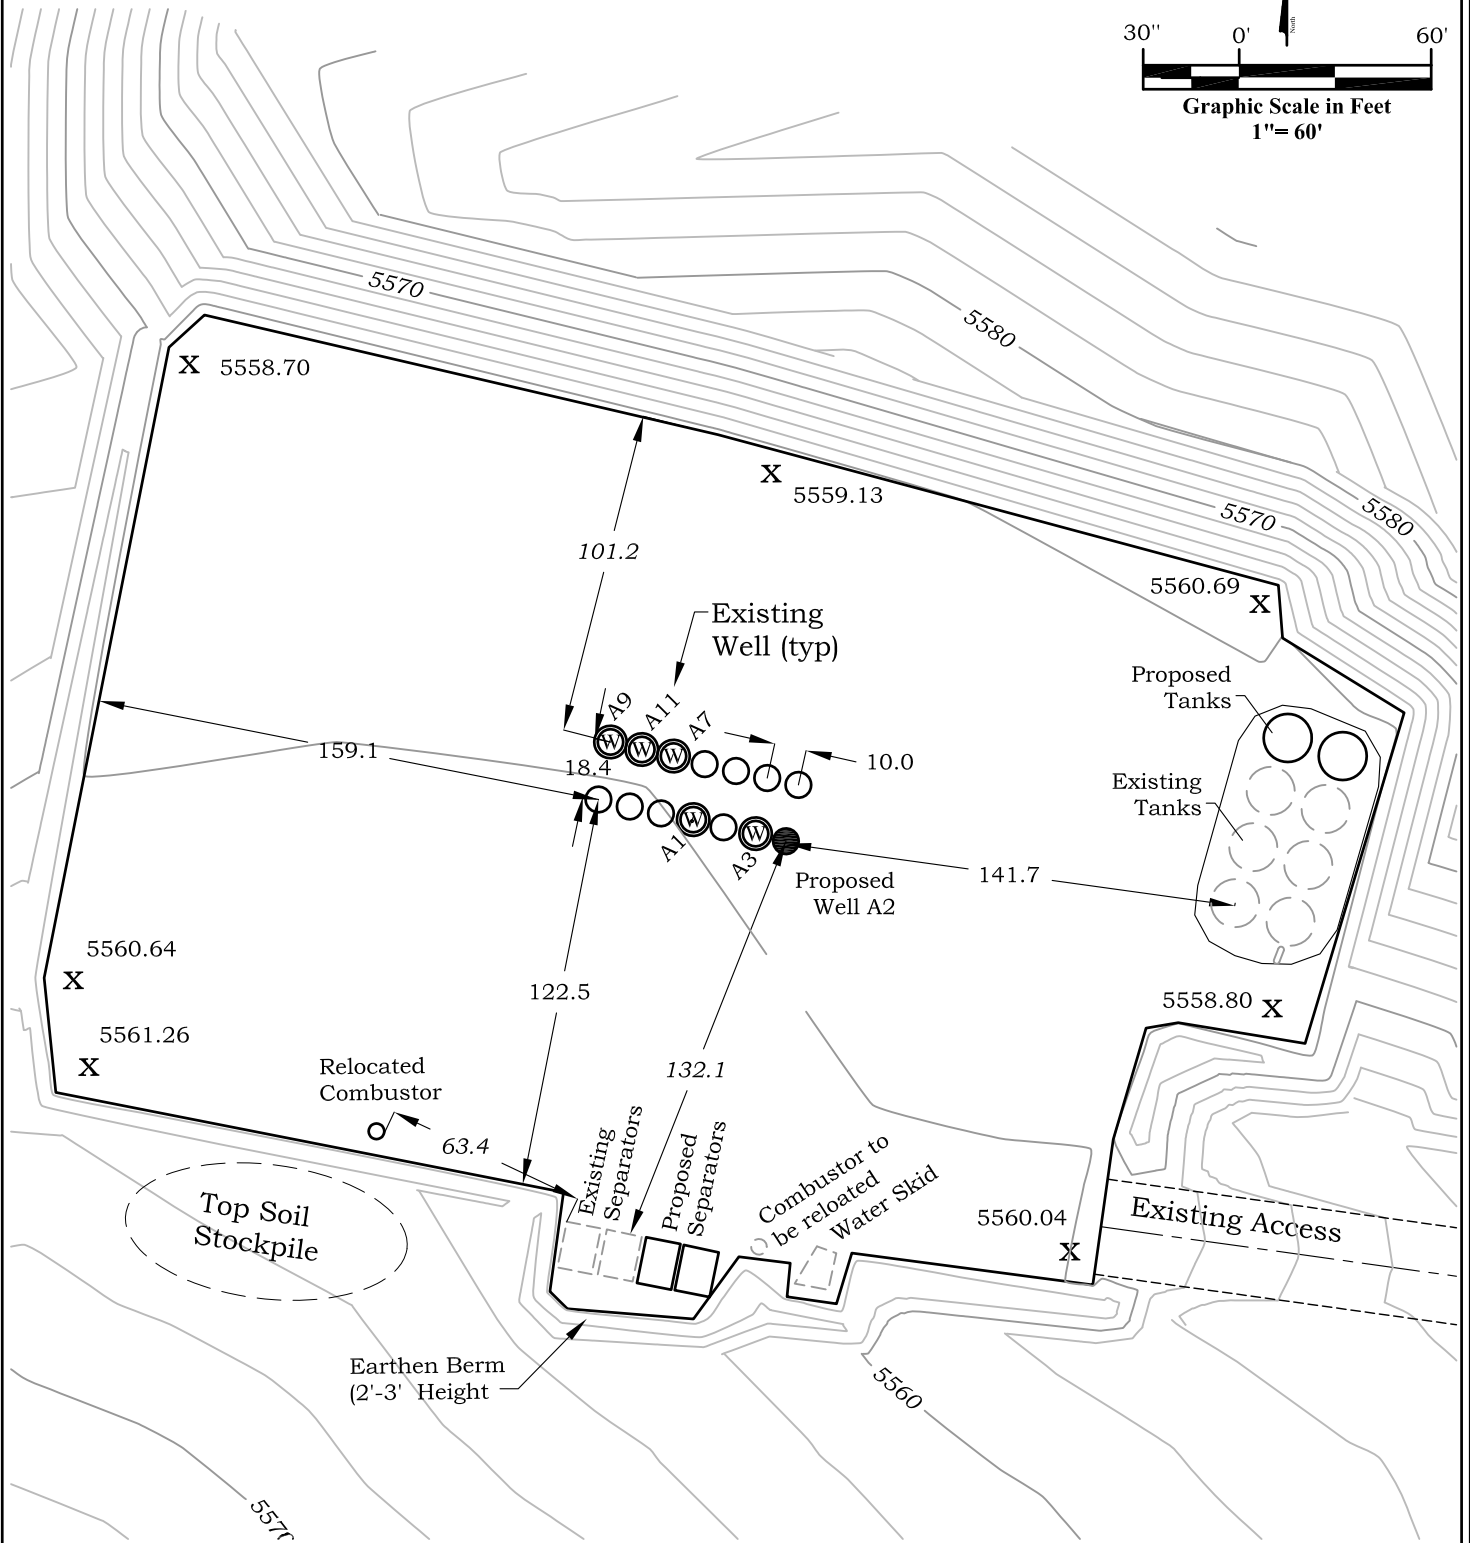 North
30" 0' 60'
Graphic Scale in Feet
1"= 60'
5570
5580
5558.70
5559.13
5570
5580
101.2
5560.69
Existing
Well (typ)
Proposed
Tanks
A9
A11
A7
W W W
159.1
10.0
18.4
Existing
Tanks
W W
A1
A3
141.7
Proposed
Well A2
5560.64
122.5
5558.80
5561.26
132.1
Relocated
Combustor
63.4
Existing
Separators
Proposed
Separators
Combustor to
be reloated
Water Skid
Top Soil
Stockpile
5560.04
Existing Access
Earthen Berm
(2'-3' Height
5560
5570
X
X
X
X
X
X
X